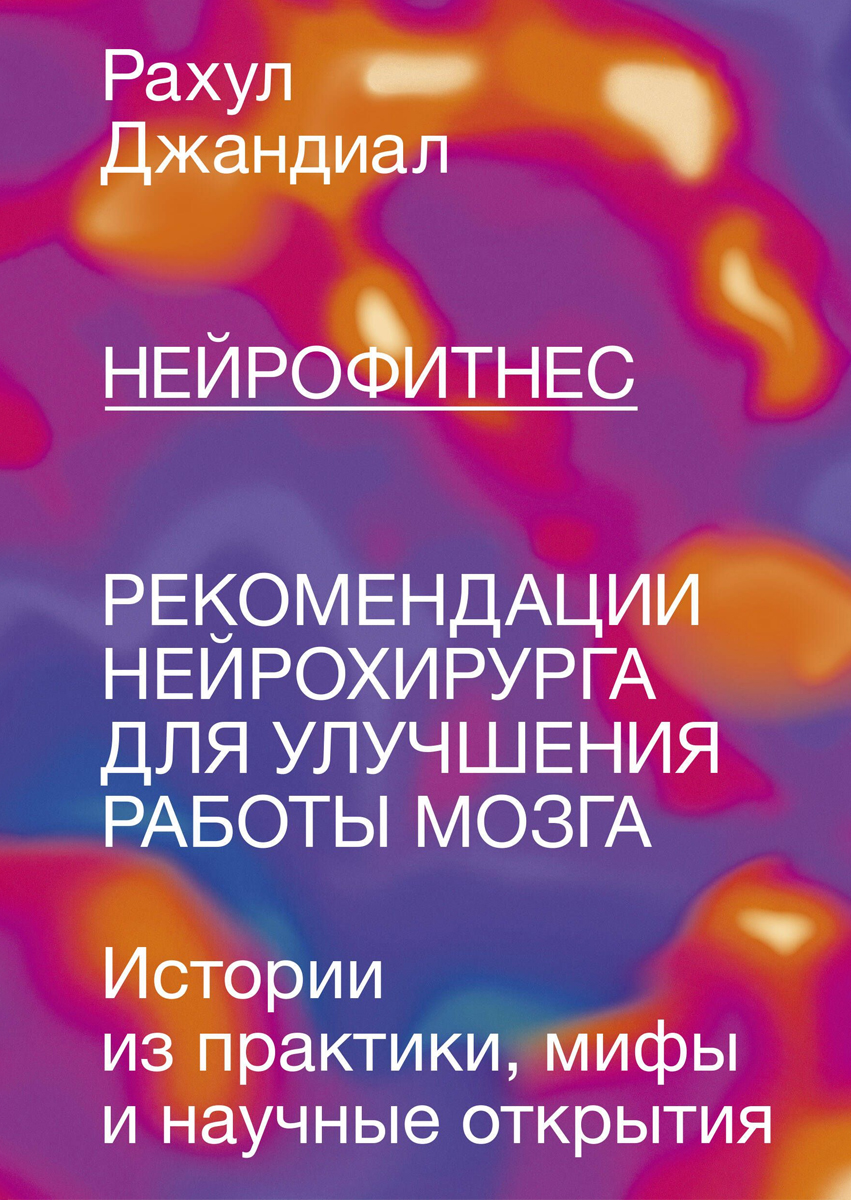 Рахул
Джандиал
НЕЙРОФИТНЕС
РЕКОМЕНДАЦИИ
НЕЙРОХИРУРГА
ДЛЯ УЛУЧШЕНИЯ
РАБОТЫ МОЗГА
Истории
из практики, мифы
и научные открытия